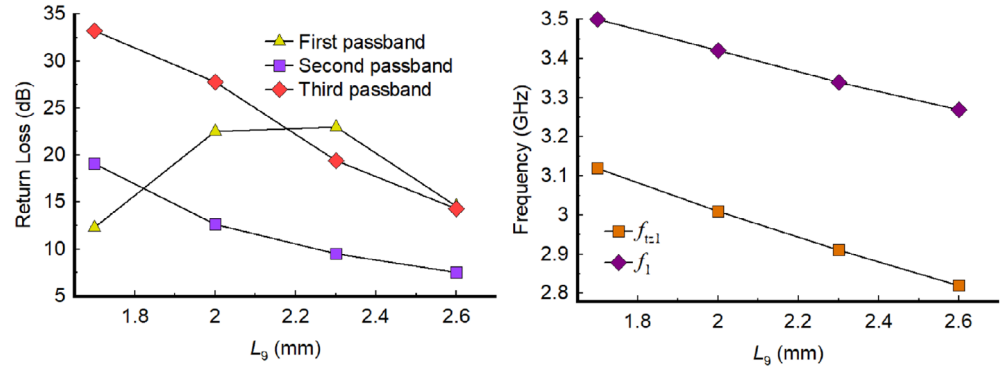 35
30
25
20
15
10
5
Return Loss (dB)
First passband
Second passband
Third passband
1.8
2
2.2
2.4
2.6
L9 (mm)
3.5
3.4
3.3
3.2
3.1
3
2.9
2.8
Frequency (GHz)
ftz1
f1
1.8
2
2.2
2.4
2.6
L9 (mm)